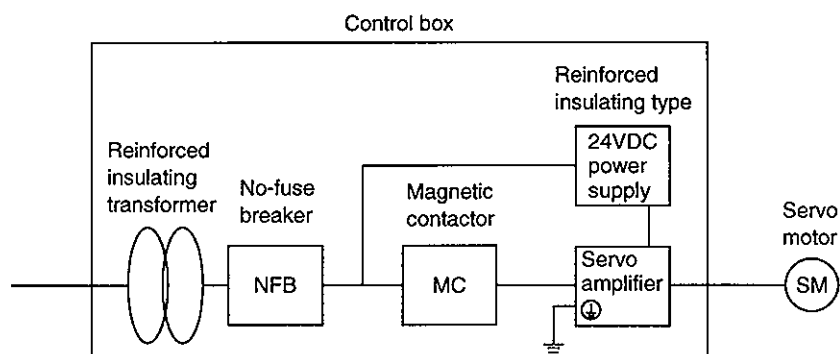 Control box
Reinforced
insulating type
24VDC
power
supply
Reinforced
insulating
transformer
No-fuse
breaker
Magnetic
contactor
Servo
motor
NFB
MC
Servo
amplifier
SM